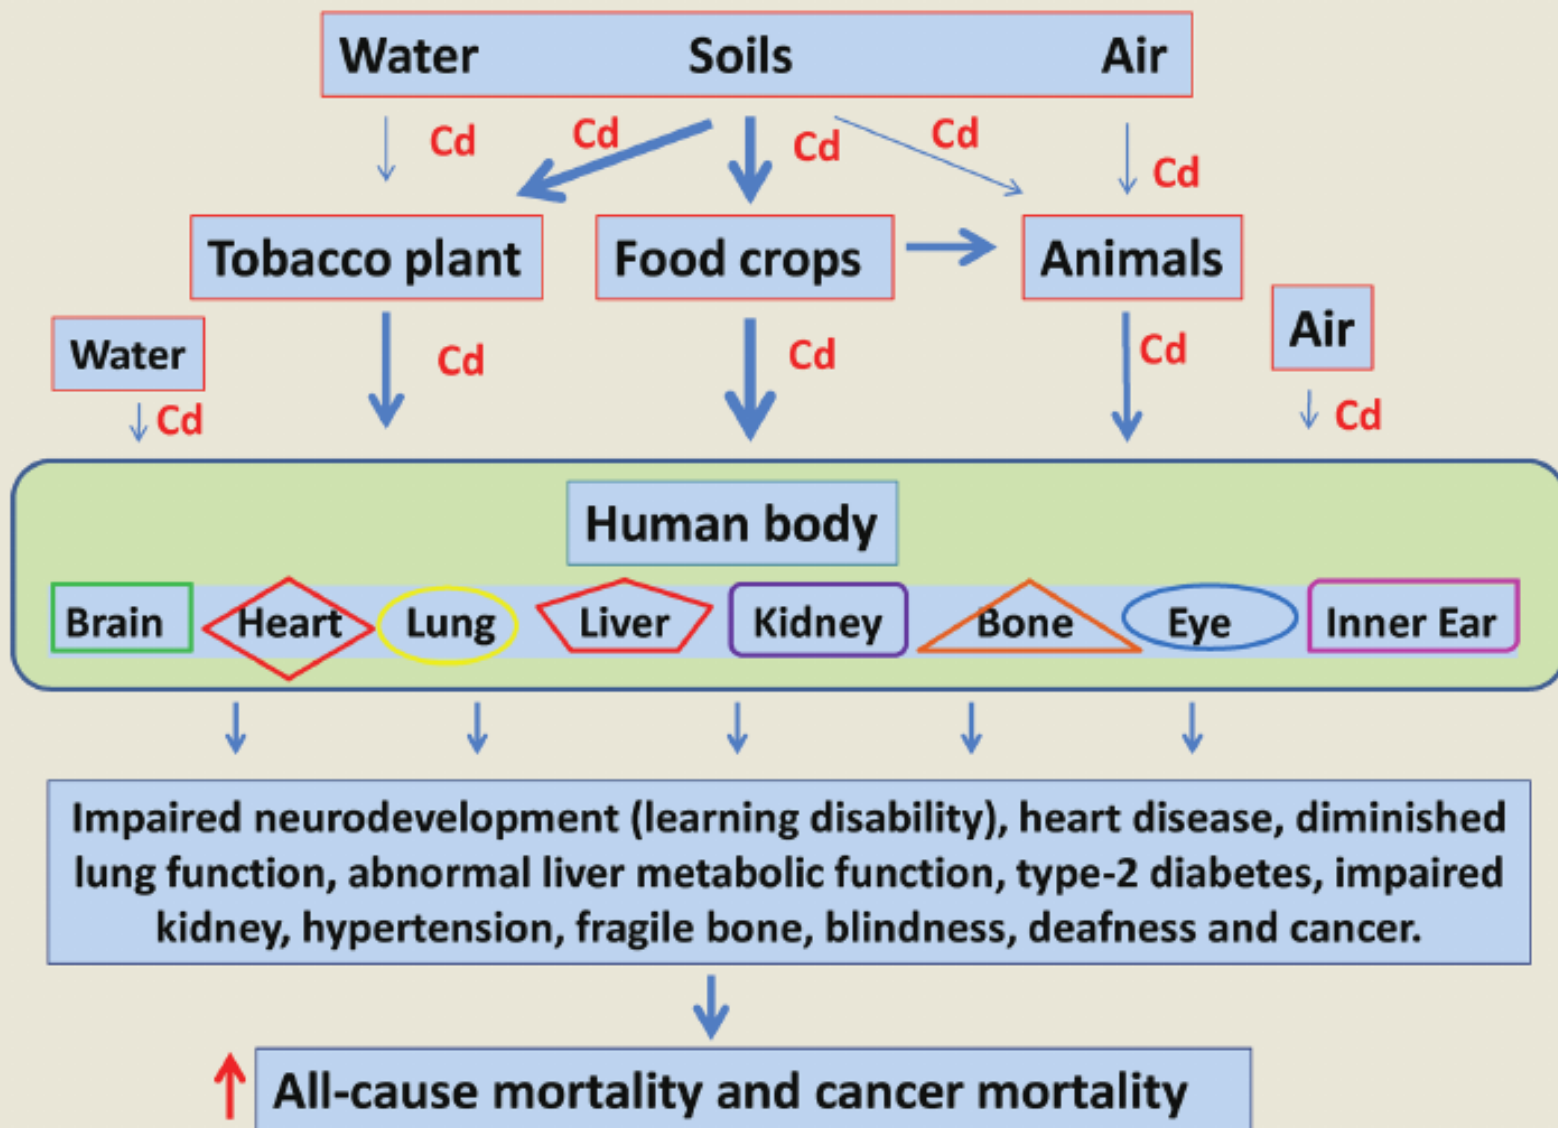 Water Soils Air
Cd Cd Cd Cd Cd
Tobacco plant Food crops Animals
Water Cd Cd Cd Air
Cd Cd
Human body
Brain Heart Lung Liver Kidney Bone Eye Inner Ear
Impaired neurodevelopment (learning disability), heart disease, diminished
lung function, abnormal liver metabolic function, type-2 diabetes, impaired
kidney, hypertension, fragile bone, blindness, deafness and cancer.
All-cause mortality and cancer mortality